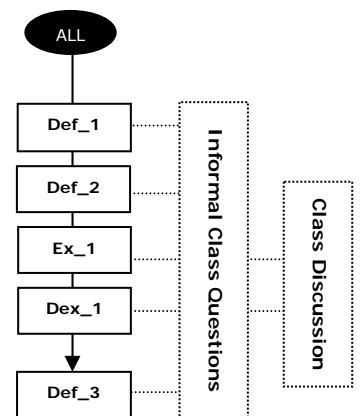 ALL
Def_1
Def_2
Ex_1
Dex_1
Def_3
Informal Class Questions
Class Discussion